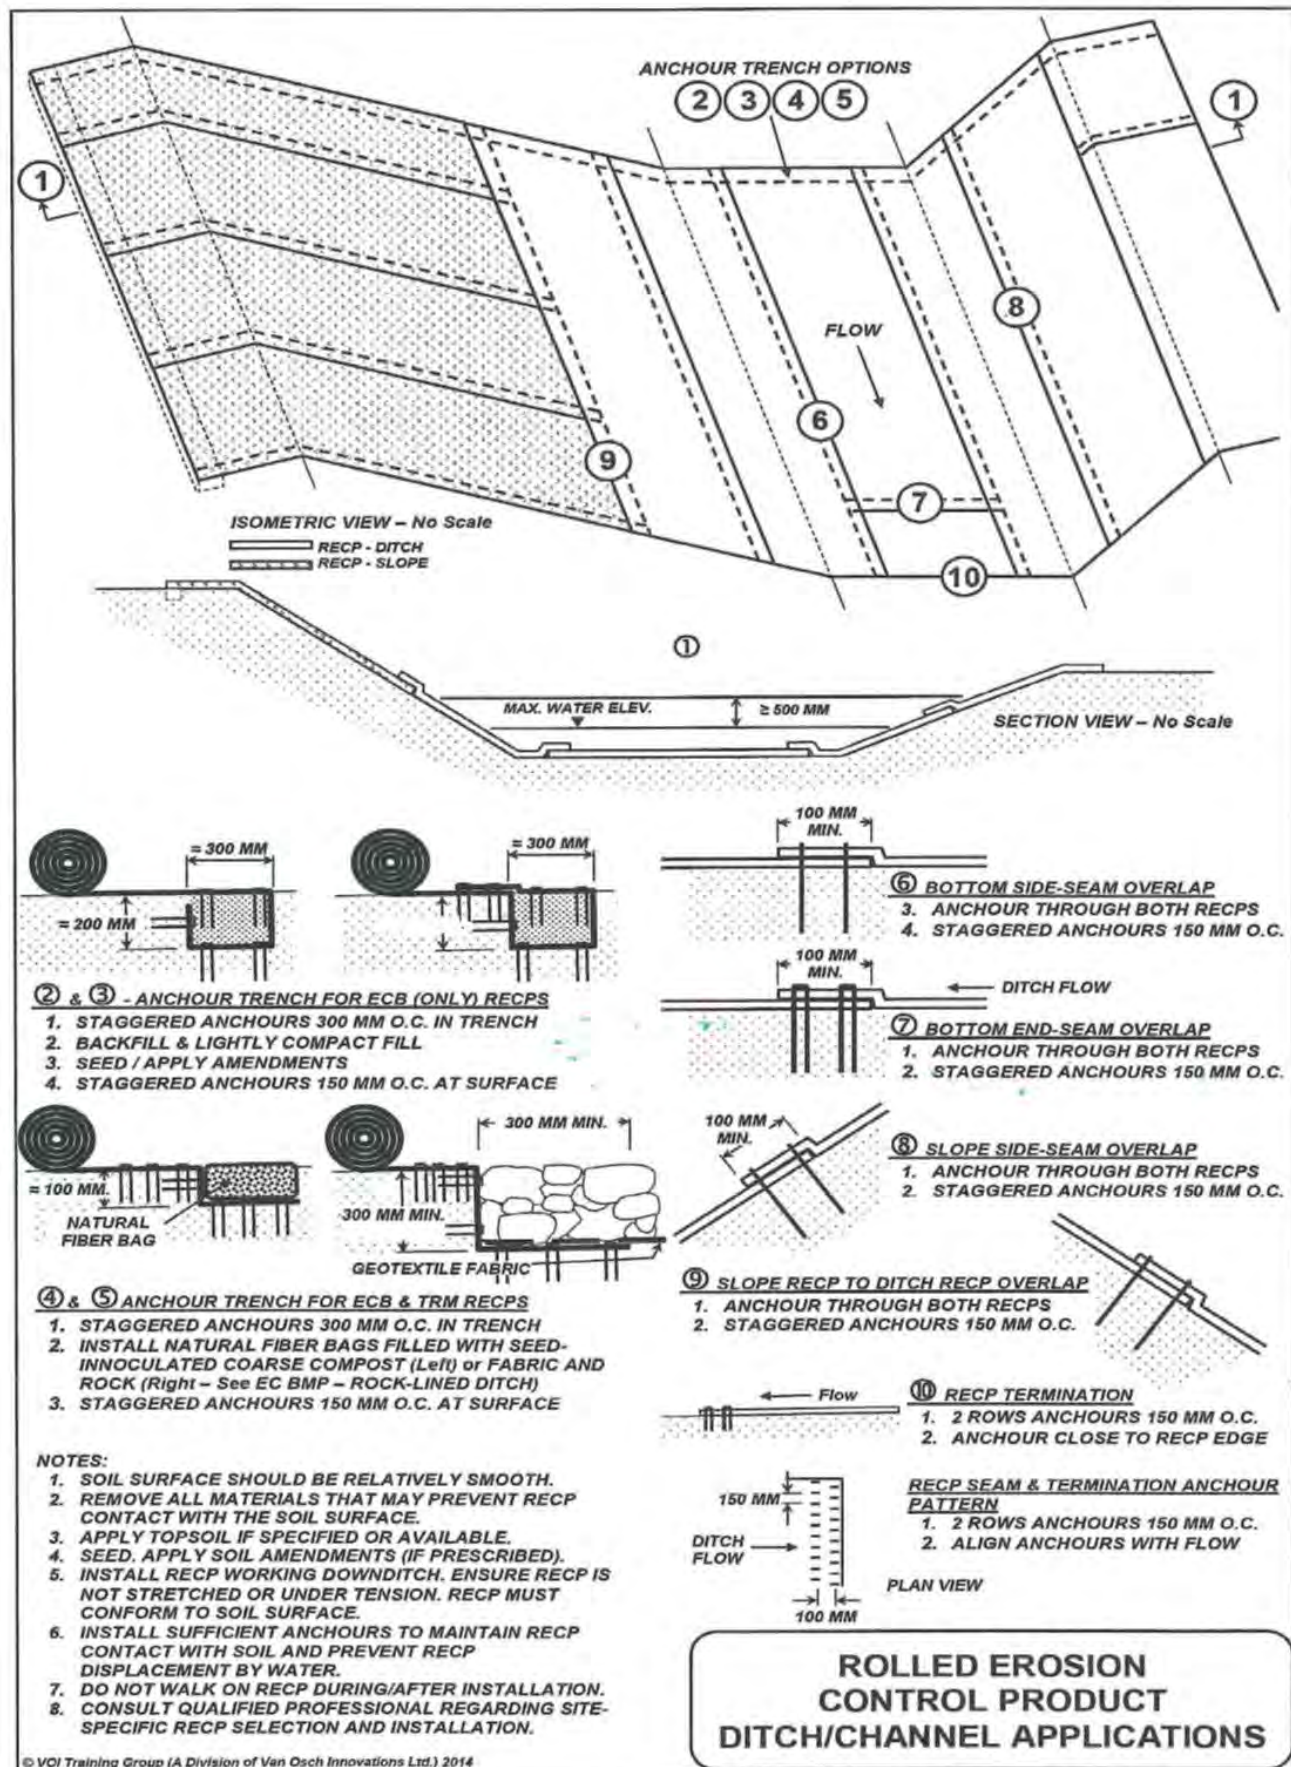 ANCHOUR TRENCH OPTIONS
2 3 4 5
1
1
8
FLOW
6
9
7
10
ISOMETRIC VIEW – No Scale
RECP - DITCH
RECP - SLOPE
①
MAX. WATER ELEV.
≥ 500 MM
SECTION VIEW – No Scale
≈ 300 MM
≈ 200 MM
≈ 300 MM
② & ③ - ANCHOUR TRENCH FOR ECB (ONLY) RECPS
1. STAGGERED ANCHOURS 300 MM O.C. IN TRENCH
2. BACKFILL & LIGHTLY COMPACT FILL
3. SEED / APPLY AMENDMENTS
4. STAGGERED ANCHOURS 150 MM O.C. AT SURFACE
≈ 100 MM.
NATURAL
FIBER BAG
300 MM MIN.
300 MM MIN.
GEOTEXTILE FABRIC
④ & ⑤ ANCHOUR TRENCH FOR ECB & TRM RECPS
1. STAGGERED ANCHOURS 300 MM O.C. IN TRENCH
2. INSTALL NATURAL FIBER BAGS FILLED WITH SEED-
INNOCULATED COARSE COMPOST (Left) or FABRIC AND
ROCK (Right – See EC BMP – ROCK-LINED DITCH)
3. STAGGERED ANCHOURS 150 MM O.C. AT SURFACE
NOTES:
1. SOIL SURFACE SHOULD BE RELATIVELY SMOOTH.
2. REMOVE ALL MATERIALS THAT MAY PREVENT RECP
CONTACT WITH THE SOIL SURFACE.
3. APPLY TOPSOIL IF SPECIFIED OR AVAILABLE.
4. SEED. APPLY SOIL AMENDMENTS (IF PRESCRIBED).
5. INSTALL RECP WORKING DOWNDITCH. ENSURE RECP IS
NOT STRETCHED OR UNDER TENSION. RECP MUST
CONFORM TO SOIL SURFACE.
6. INSTALL SUFFICIENT ANCHOURS TO MAINTAIN RECP
CONTACT WITH SOIL AND PREVENT RECP
DISPLACEMENT BY WATER.
7. DO NOT WALK ON RECP DURING/AFTER INSTALLATION.
8. CONSULT QUALIFIED PROFESSIONAL REGARDING SITE-
SPECIFIC RECP SELECTION AND INSTALLATION.
© VOI Training Group (A Division of Van Osch Innovations Ltd.) 2014
100 MM
MIN.
⑥ BOTTOM SIDE-SEAM OVERLAP
3. ANCHOUR THROUGH BOTH RECPS
4. STAGGERED ANCHOURS 150 MM O.C.
100 MM
MIN.
DITCH FLOW
⑦ BOTTOM END-SEAM OVERLAP
1. ANCHOUR THROUGH BOTH RECPS
2. STAGGERED ANCHOURS 150 MM O.C.
100 MM
MIN.
⑧ SLOPE SIDE-SEAM OVERLAP
1. ANCHOUR THROUGH BOTH RECPS
2. STAGGERED ANCHOURS 150 MM O.C.
⑨ SLOPE RECP TO DITCH RECP OVERLAP
1. ANCHOUR THROUGH BOTH RECPS
2. STAGGERED ANCHOURS 150 MM O.C.
Flow
⑩ RECP TERMINATION
1. 2 ROWS ANCHOURS 150 MM O.C.
2. ANCHOUR CLOSE TO RECP EDGE
150 MM
DITCH
FLOW
100 MM
PLAN VIEW
RECP SEAM & TERMINATION ANCHOUR
PATTERN
1. 2 ROWS ANCHOURS 150 MM O.C.
2. ALIGN ANCHOURS WITH FLOW
ROLLED EROSION
CONTROL PRODUCT
DITCH/CHANNEL APPLICATIONS